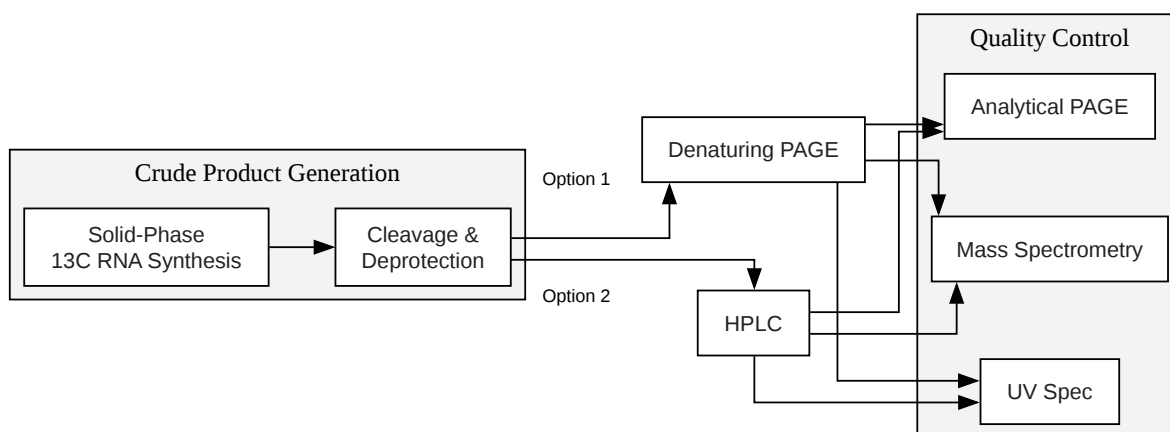 Crude Product Generation
Solid-Phase
13C RNA Synthesis
Cleavage &
Deprotection
Option 1
Option 2
Denaturing PAGE
HPLC
Quality Control
Analytical PAGE
Mass Spectrometry
UV Spec